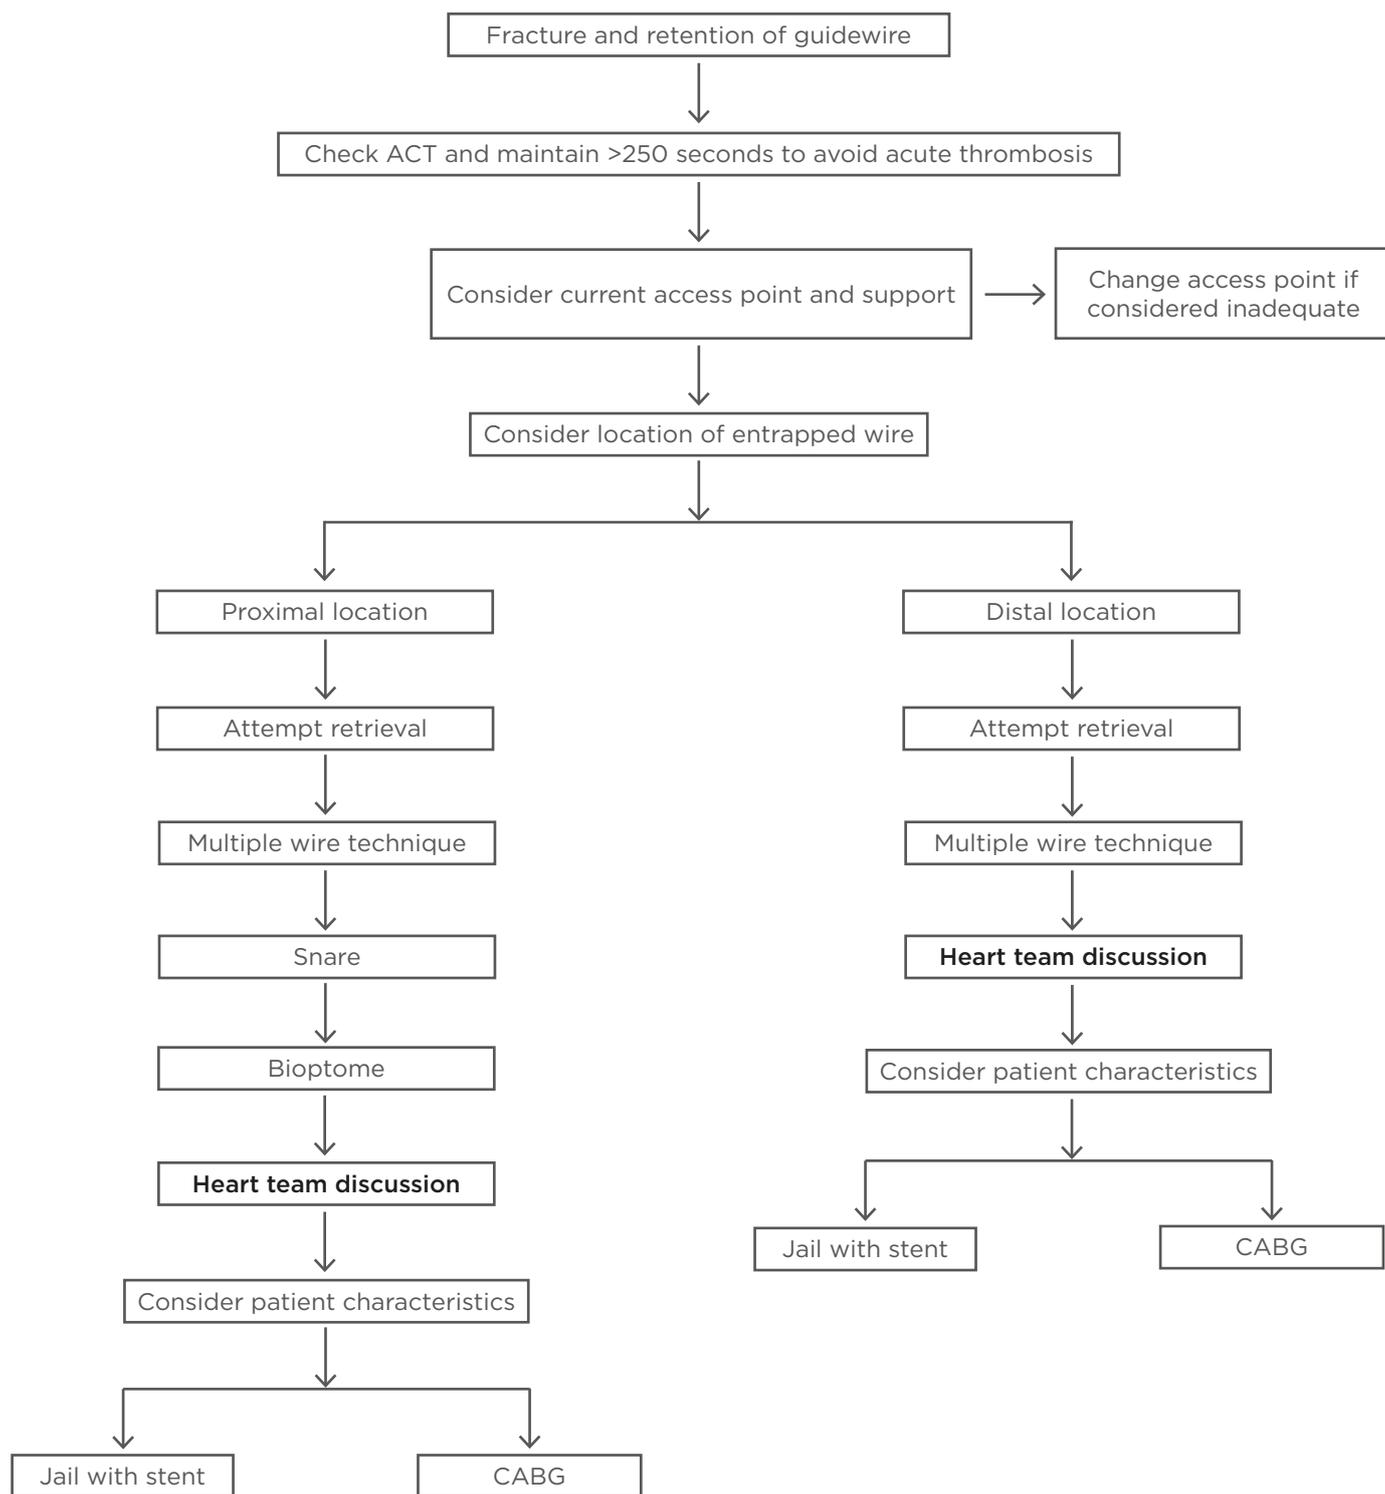 Fracture and retention of guidewire
Check ACT and maintain >250 seconds to avoid acute thrombosis
Consider current access point and support
Change access point if
considered inadequate
Consider location of entrapped wire
Proximal location
Attempt retrieval
Multiple wire technique
Snare
Bioptome
Heart team discussion
Consider patient characteristics
Jail with stent
CABG
Distal location
Attempt retrieval
Multiple wire technique
Heart team discussion
Consider patient characteristics
Jail with stent
CABG